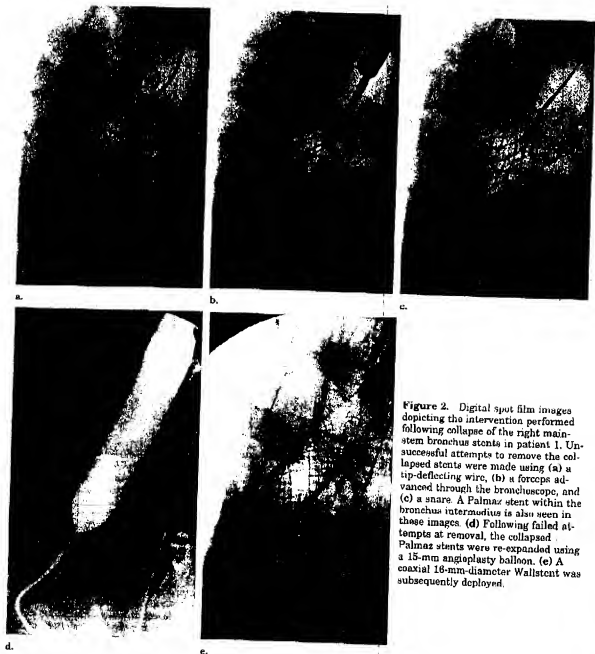 a.
b.
c.
Figure 2. Digital spot film images
depicting the intervention performed
following collapse of the right main-
stem bronchus stents in patient 1. Un-
successful attempts to remove the col-
lapsed stents were made using (a) a
tip-deflecting wire, (b) a forceps ad-
vanced through the bronchoscope, and
(c) a snare. A Palmaz stent within the
bronchus intermedius is also seen in
these images. (d) Following failed at-
tempts at removal, the collapsed
Palmaz stents were re-expanded using
a 15-mm angioplasty balloon. (e) A
coaxial 16-mm-diameter Wallstent was
subsequently deployed.
d.
e.